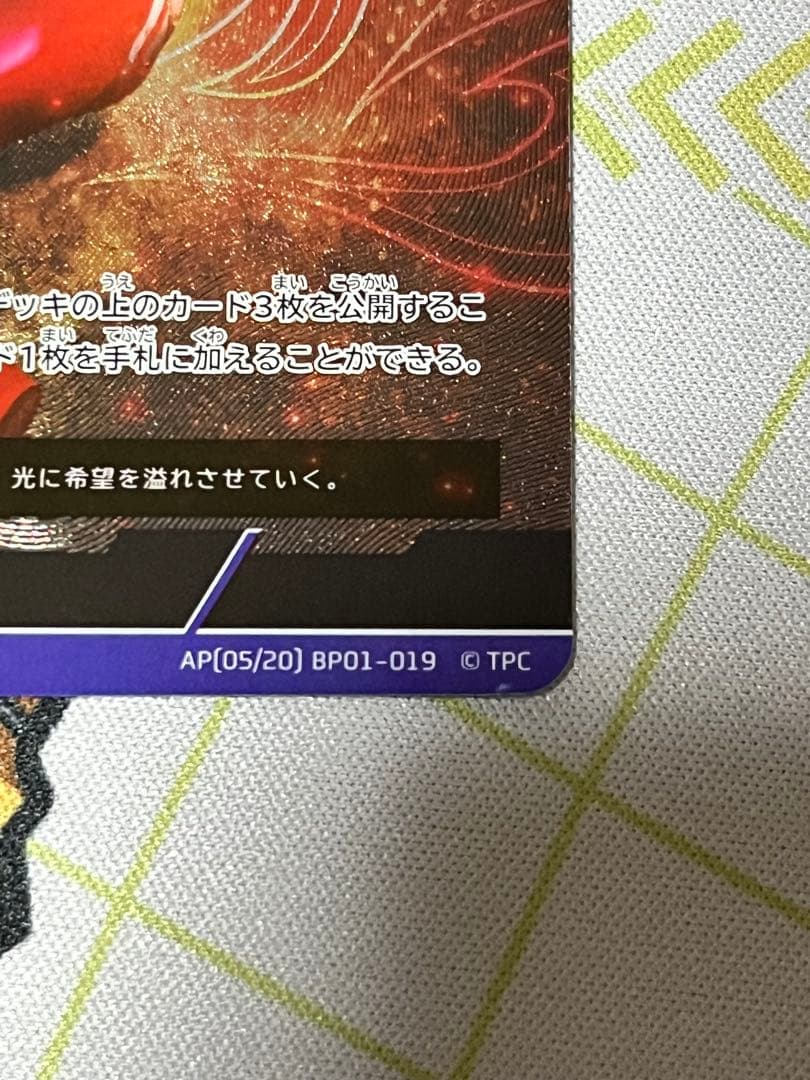 デッキの上のカード3枚を公開するこ
ド1枚を手札に加えることができる。
光に希望を溢れさせていく。
AP(05/20) BP01-019 © TPC